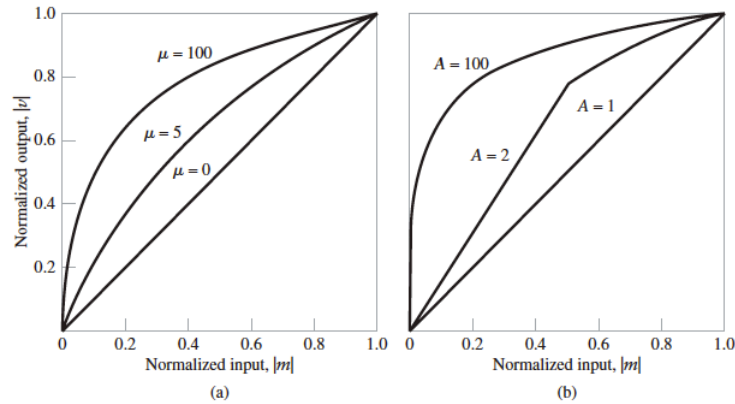 1.0
0.8
0.6
0.4
0.2
Normalized output, |v|
μ = 100
μ = 5
μ = 0
0 0.2 0.4 0.6 0.8 1.0
Normalized input, |m|
(a)
A = 100
A = 1
A = 2
0 0.2 0.4 0.6 0.8 1.0
Normalized input, |m|
(b)